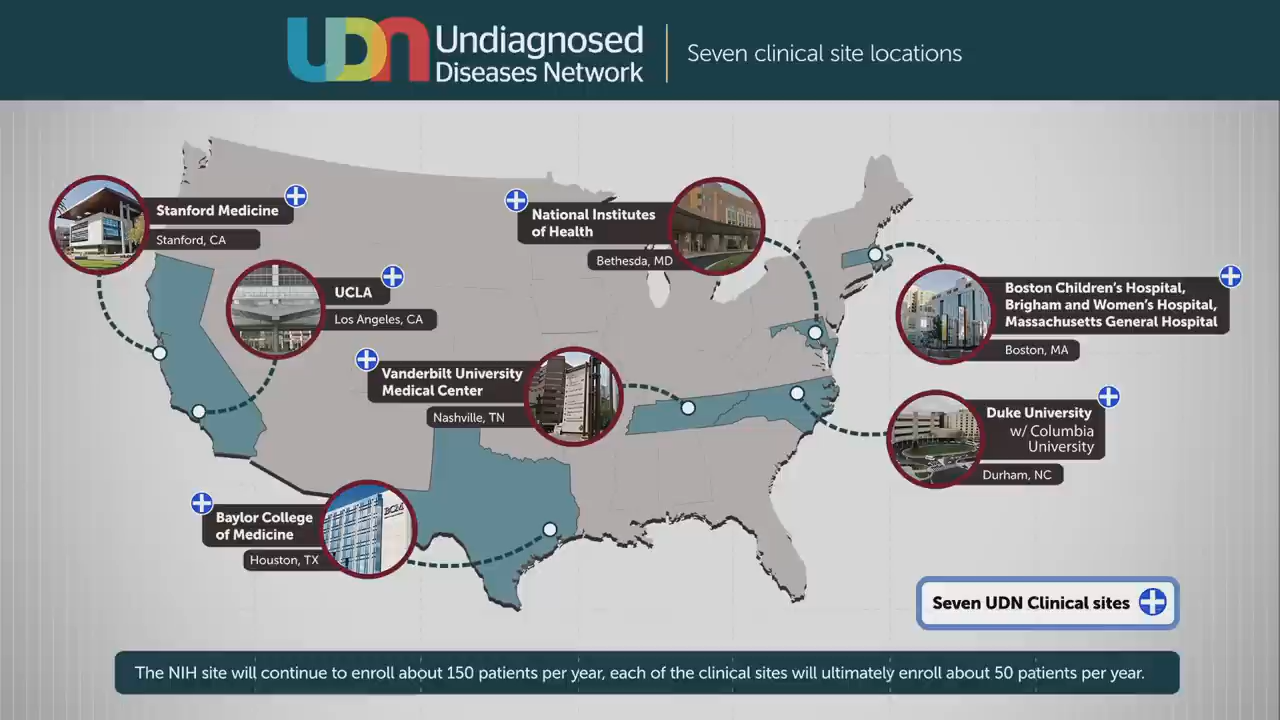 UDN
Undiagnosed
Diseases Network
Seven clinical site locations
Stanford Medicine
Stanford, CA
National Institutes
of Health
Bethesda, MD
UCLA
Los Angeles, CA
Boston Children's Hospital,
Brigham and Women's Hospital,
Massachusetts General Hospital
Boston, MA
Vanderbilt University
Medical Center
Nashville, TN
Duke University
w/ Columbia
University
Durham, NC
Baylor College
of Medicine
Houston, TX
BCM
Seven UDN Clinical sites
The NIH site will continue to enroll about 150 patients per year, each of the clinical sites will ultimately enroll about 50 patients per year.